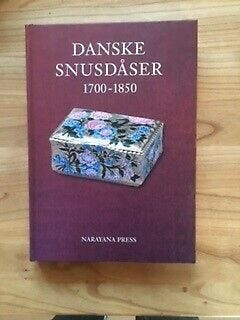 DANSKE
SNUSDÅSER
1700-1850
NARAYANA PRESS